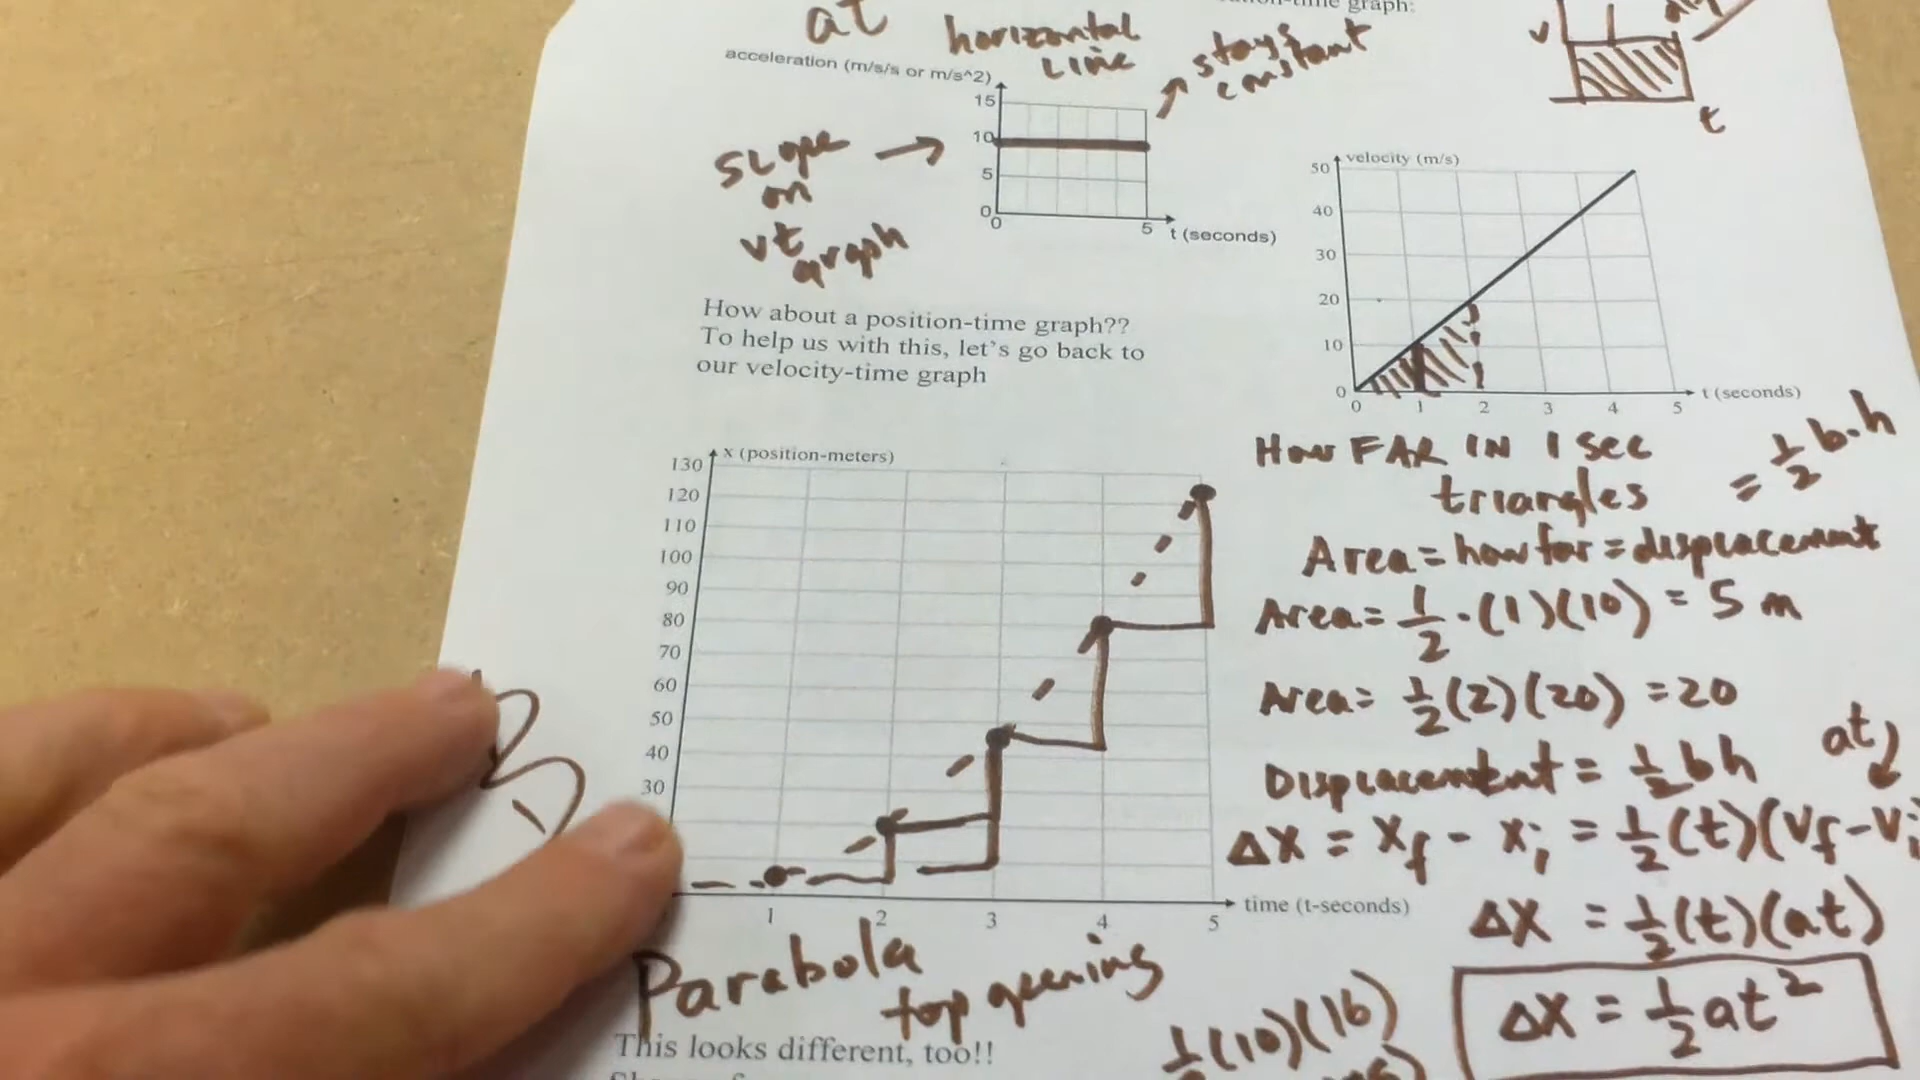 at
horizontal
Line
stays
constant
-time graph:
acceleration (m/s/s or m/s^2)
15
10
5
0
0
5
t (seconds)
slope
on
vt
graph
v
t
velocity (m/s)
50
40
30
20
10
0
0 1 2 3 4 5
t (seconds)
How about a position-time graph??
To help us with this, let's go back to
our velocity-time graph
x (position-meters)
130
120
110
100
90
80
70
60
50
40
30
1 2 3 4 5
time (t-seconds)
Parabola
top opening
This looks different, too!!
How FAR IN 1 sec
triangles
= 1/2 b·h
Area = how far = displacement
Area = 1/2 · (1)(10) = 5 m
Area = 1/2 (2)(20) = 20
at
Displacement = 1/2 bh
Δx = xf - xi = 1/2 (t)(vf-vi
Δx = 1/2 (t)(at)
Δx = 1/2 at²
1/2 (10)(16)